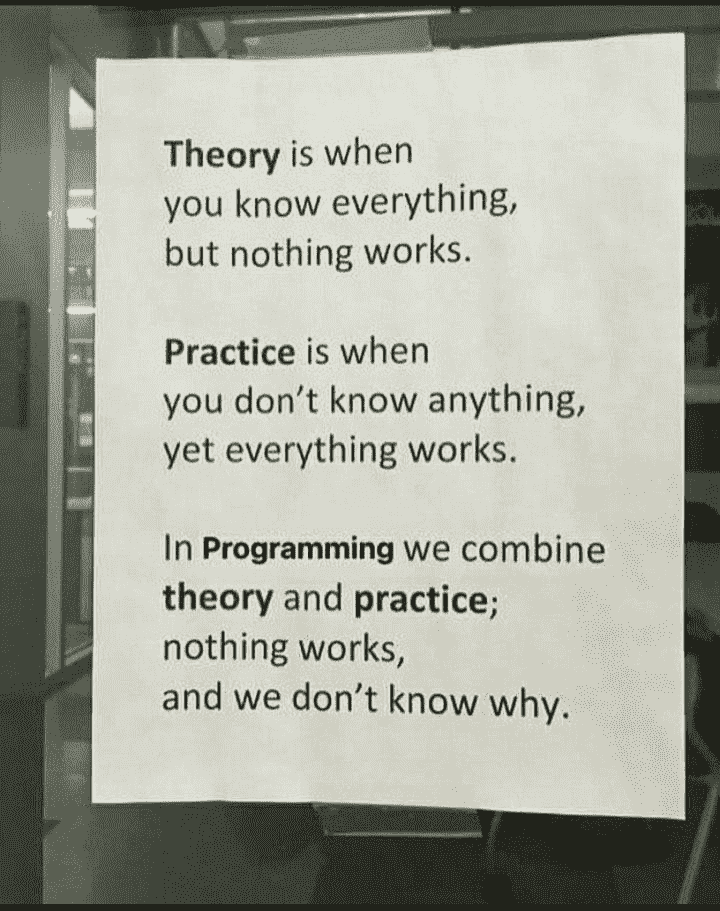 Theory is when
you know everything,
but nothing works.
Practice is when
you don't know anything,
yet everything works.
In Programming we combine
theory and practice;
nothing works,
and we don't know why.